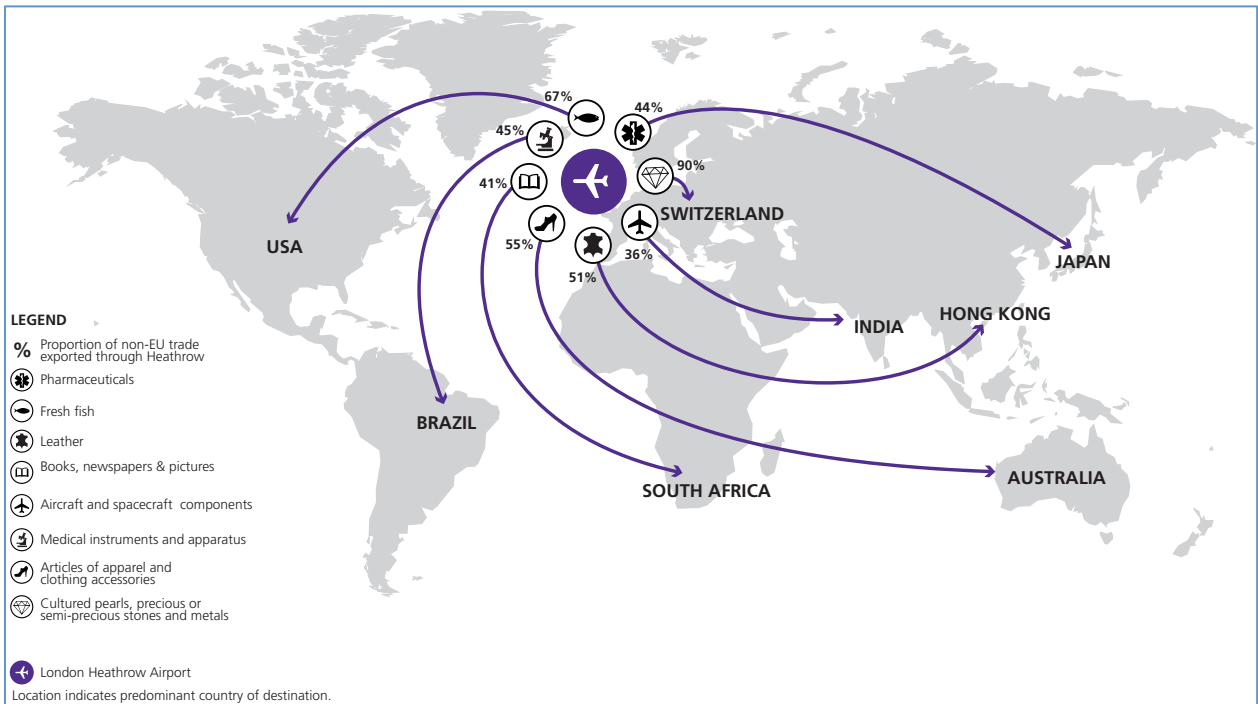 67%
44%
45%
90%
41%
SWITZERLAND
55%
36%
51%
USA
JAPAN
HONG KONG
INDIA
BRAZIL
SOUTH AFRICA
AUSTRALIA
LEGEND
% Proportion of non-EU trade
exported through Heathrow
Pharmaceuticals
Fresh fish
Leather
Books, newspapers & pictures
Aircraft and spacecraft components
Medical instruments and apparatus
Articles of apparel and
clothing accessories
Cultured pearls, precious or
semi-precious stones and metals
London Heathrow Airport
Location indicates predominant country of destination.